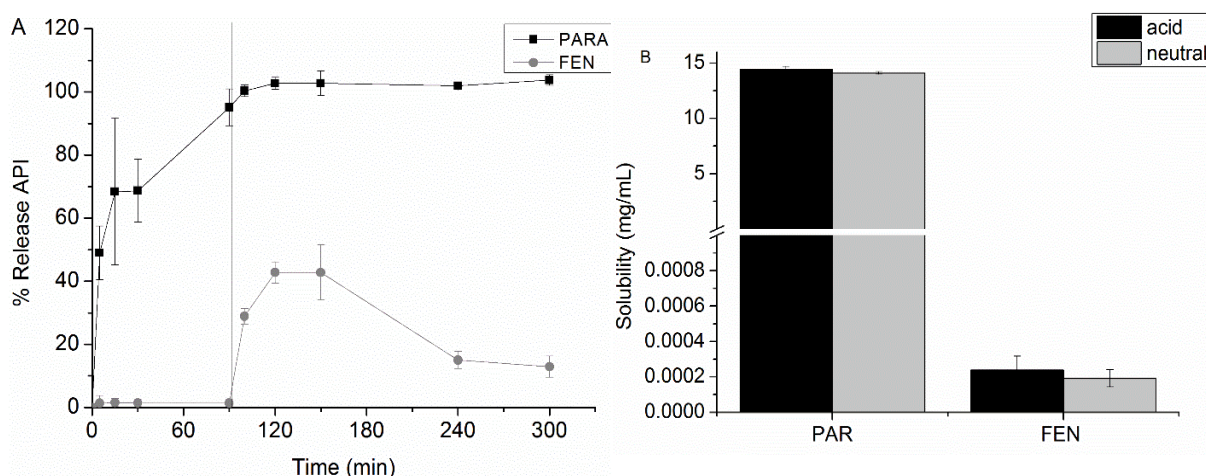 A
120
100
80
60
40
20
0
% Release API
PARA
FEN
0 60 120 180 240 300
Time (min)
B
acid
neutral
15
10
5
0.0008
0.0006
0.0004
0.0002
0.0000
Solubility (mg/mL)
PAR FEN